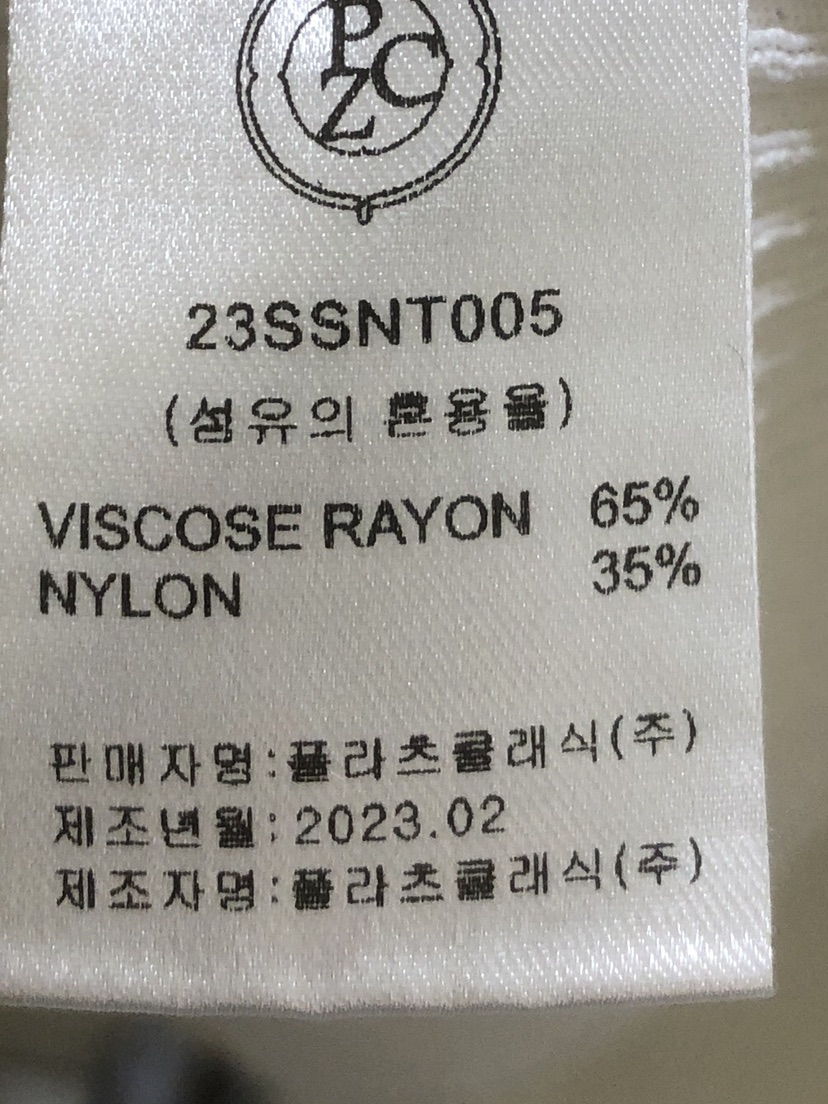 PZC
23SSNT005
(섬유의 혼용율)
VISCOSE RAYON 65%
NYLON 35%
판매자명:플라츠클래식(주)
제조년월:2023.02
제조자명:플라츠클래식(주)